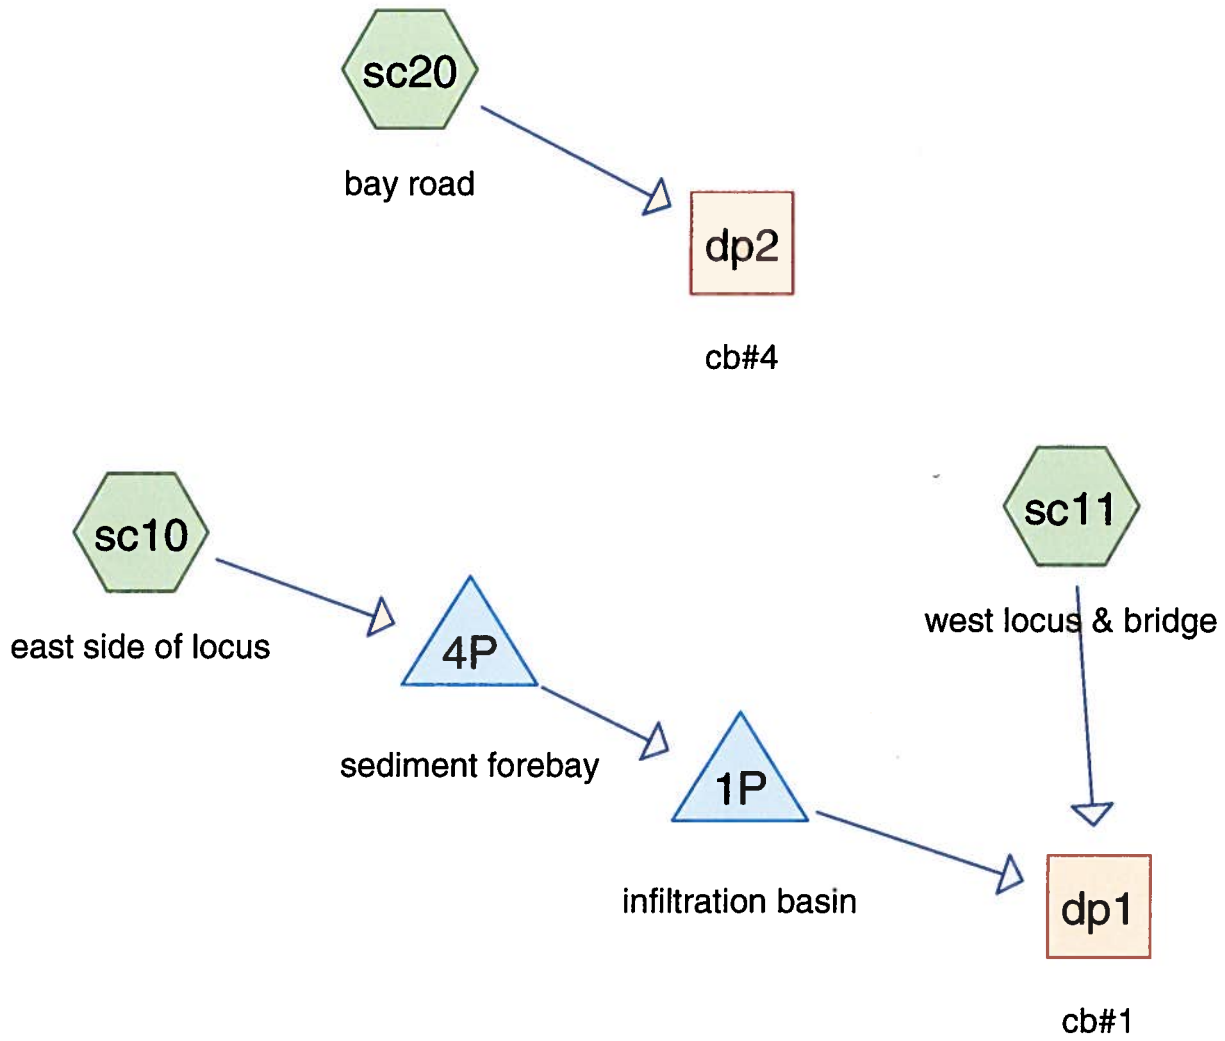 sc20
bay road
dp2
cb#4
sc11
west locus & bridge
sc10
east side of locus
4P
sediment forebay
1P
infiltration basin
dp1
cb#1